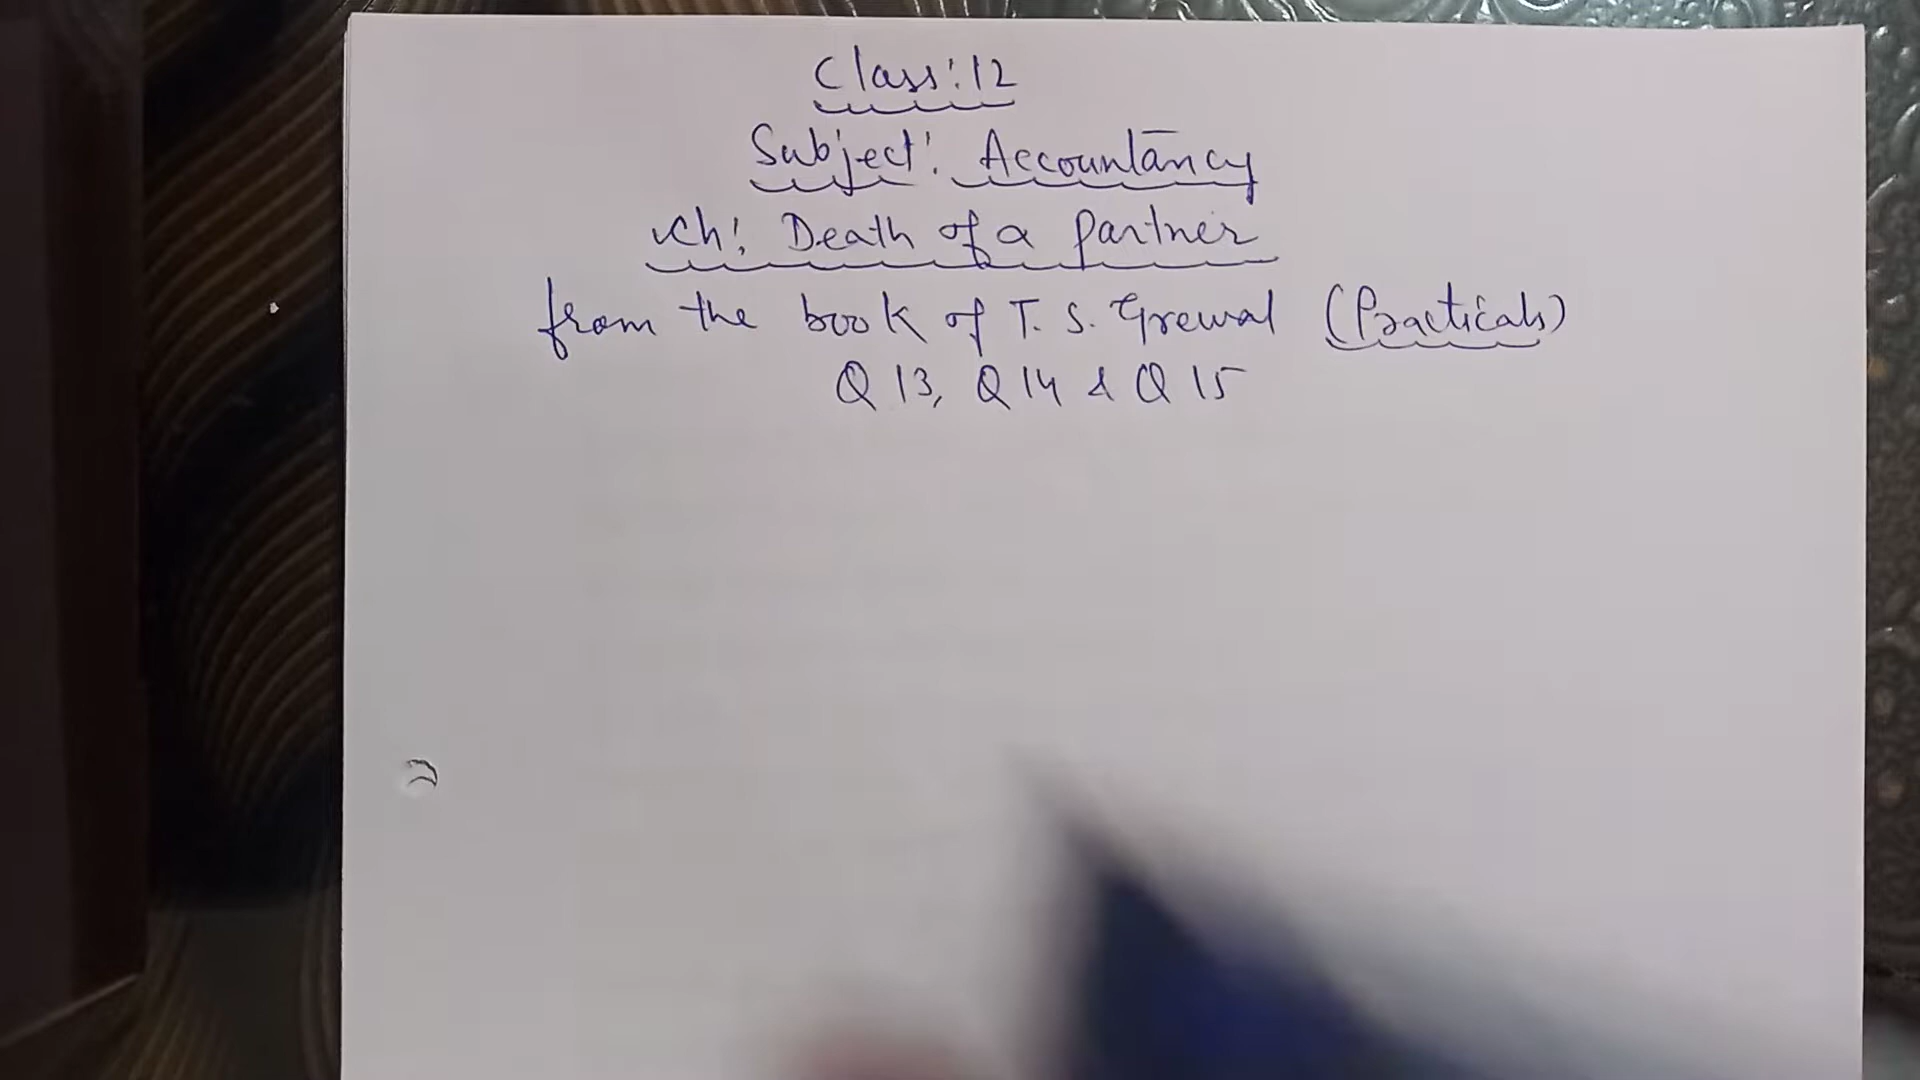 Class: 12
Subject: Accountancy
Ch: Death of a Partner
from the book of T. S. Grewal (Practicals)
Q 13, Q 14 & Q 15